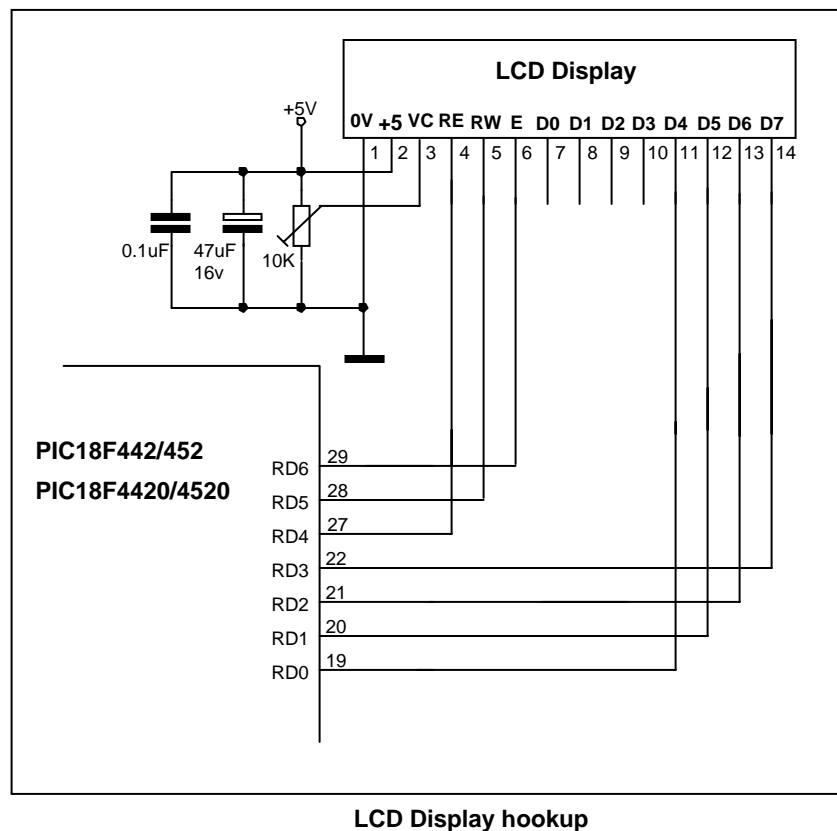 LCD Display
+5V
0V +5 VC RE RW E D0 D1 D2 D3 D4 D5 D6 D7
1 2 3 4 5 6 7 8 9 10 11 12 13 14
0.1uF
47uF
16v
10K
PIC18F442/452
PIC18F4420/4520
RD6 29
RD5 28
RD4 27
RD3 22
RD2 21
RD1 20
RD0 19
LCD Display hookup